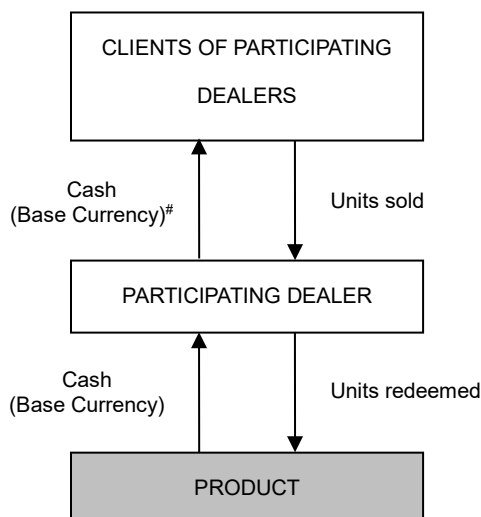 CLIENTS OF PARTICIPATING
DEALERS
Cash
(Base Currency)#
Units sold
PARTICIPATING DEALER
Cash
(Base Currency)
Units redeemed
PRODUCT